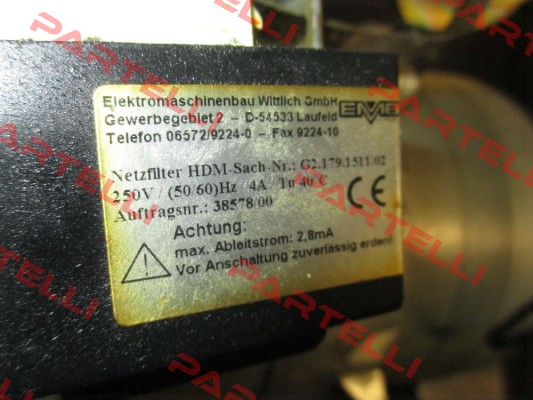 Elektromaschinenbau Wittlich GmbH
Gewerbegebiet 2 - D-54533 Laufeld
EMB
Telefon 06572/9224-0 - Fax 9224-10
Netzfilter HDM-Sach-Nr.: G2.179.1511/02
250V / (50/60)Hz / 4A / Tu 40°C
Auftragsnr.: 38578/00
CE
Achtung:
max. Ableitstrom: 2,8mA
Vor Anschaltung zuverlässig erden!
PARTELLI
PARTELLI
PARTELLI
PARTELLI
PARTELLI
PARTELLI